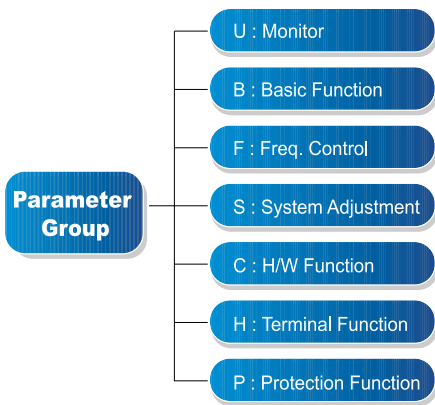 Parameter
Group
U : Monitor
B : Basic Function
F : Freq. Control
S : System Adjustment
C : H/W Function
H : Terminal Function
P : Protection Function